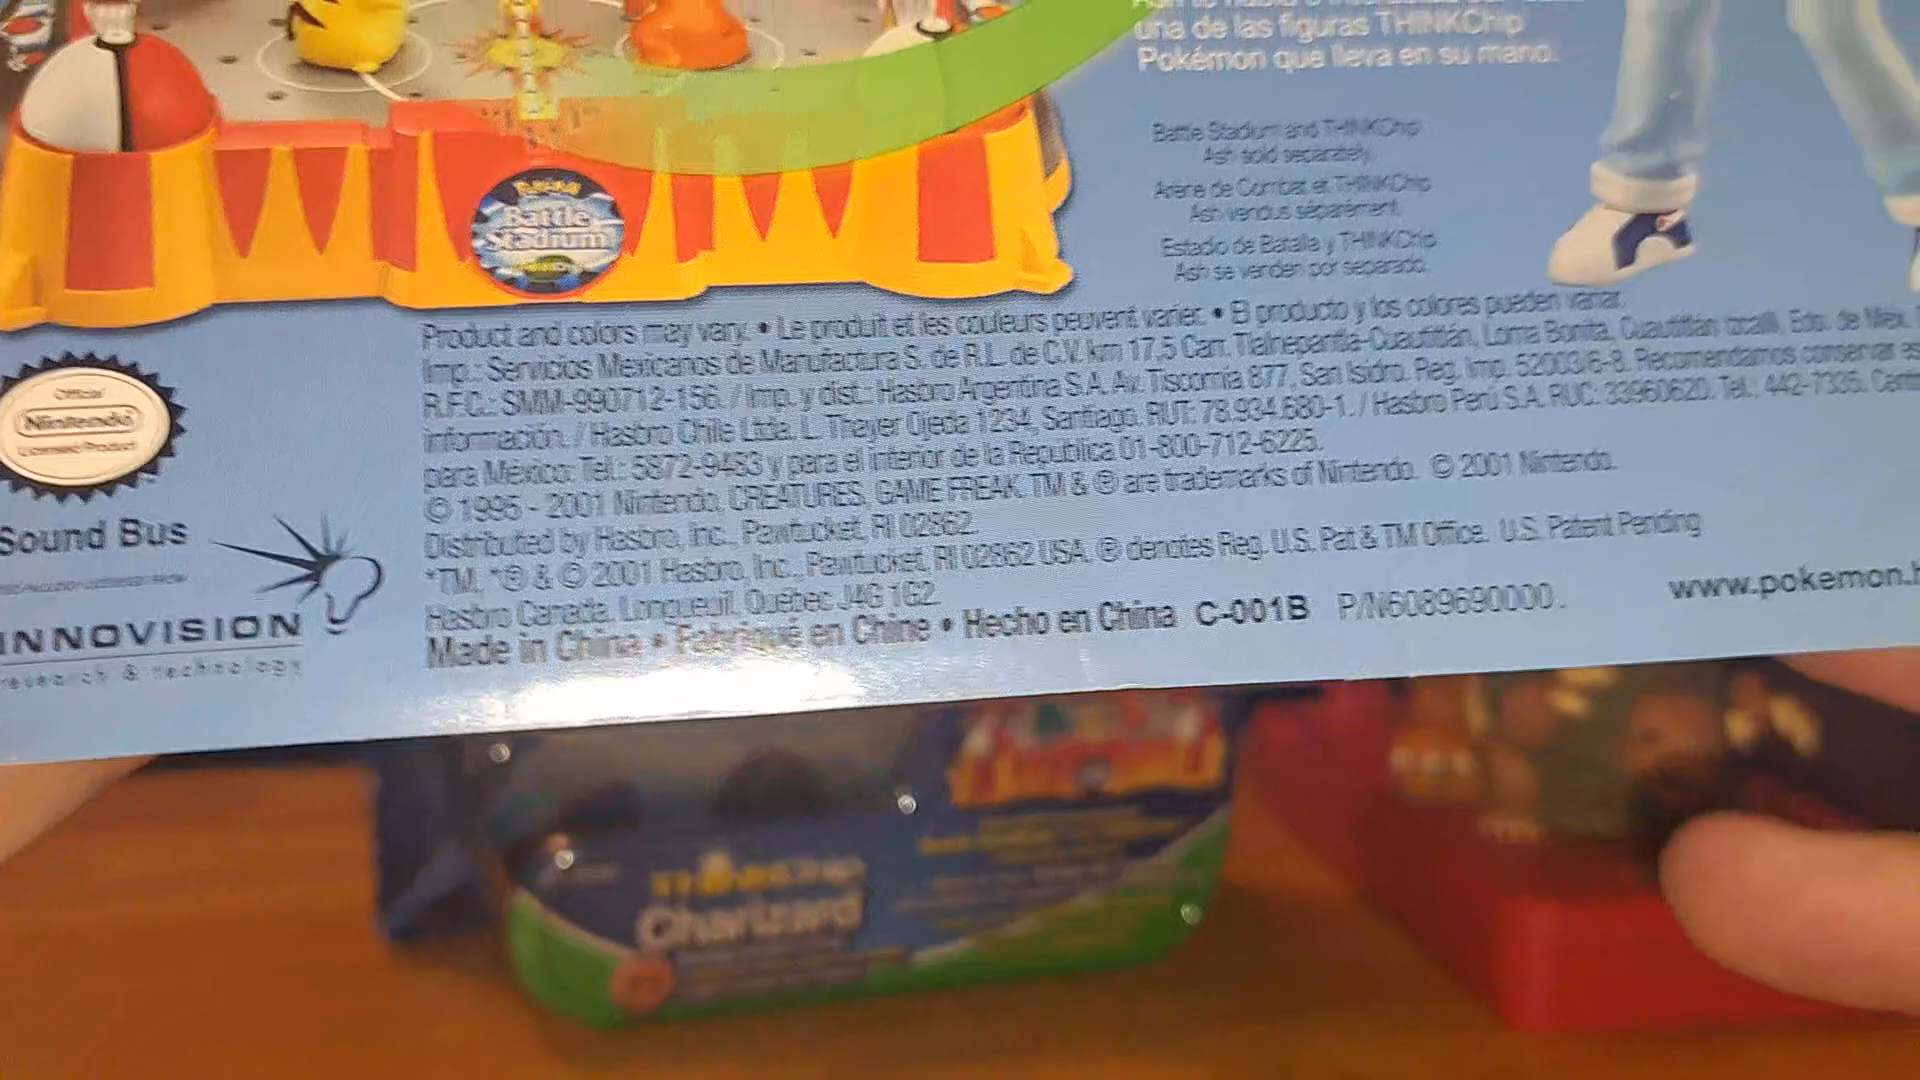 una de las figuras THINKChip
Pokémon que lleva en su mano.
Battle Stadium and THINKChip
Ash sold separately.
Arène de Combat et THINKChip
Ash vendus séparément.
Estadio de Batalla y THINKChip
Ash se venden por separado.
Battle
Stadium
Product and colors may vary. • Le produit et les couleurs peuvent varier. • El producto y los colores pueden variar.
Imp.: Servicios Mexicanos de Manufactura S. de R.L. de C.V. km 17,5 Carr. Tlalnepantla-Cuautitlán, Loma Bonita, Cuautitlán Izcalli, Edo. de Méx.
R.F.C.: SMM-990712-156. / Imp. y dist.: Hasbro Argentina S.A. Av. Tiscornia 877, San Isidro. Reg. Imp. 52003/6-8. Recomendamos conservar
información. / Hasbro Chile Ltda. L. Thayer Ojeda 1234, Santiago. RUT: 78.934.680-1. / Hasbro Perú S.A. RUC: 33960620. Tel.: 442-7335.
para México: Tel.: 5872-9483 y para el interior de la Republica 01-800-712-6225.
© 1995 - 2001 Nintendo, CREATURES, GAME FREAK. TM & ® are trademarks of Nintendo. © 2001 Nintendo.
Distributed by Hasbro, Inc., Pawtucket, RI 02862.
*TM, *® & © 2001 Hasbro, Inc., Pawtucket, RI 02862 USA. ® denotes Reg. U.S. Pat & TM Office. U.S. Patent Pending
Hasbro Canada, Longueuil, Quebec J4G 1G2.
Made in China • Fabriqué en Chine • Hecho en China C-001B P/N6089690000.
www.pokemon.
Official
Nintendo
Licensed Product
Sound Bus
INNOVISION
research & technology
ThinkChip
Charizard